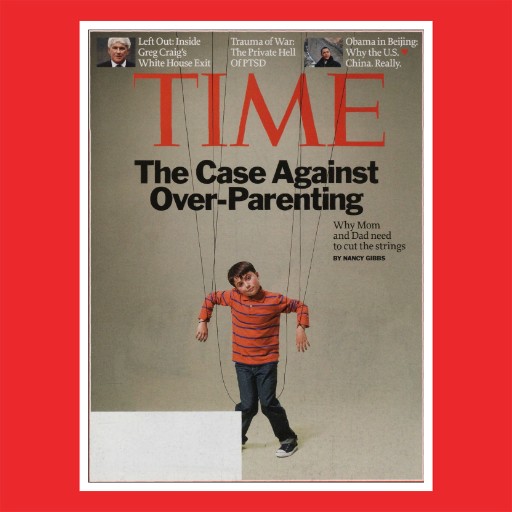 Left Out: Inside
Greg Craig's
White House Exit
Trauma of War:
The Private Hell
Of PTSD
Obama in Beijing:
Why the U.S.
China. Really.
TIME
The Case Against
Over-Parenting
Why Mom
and Dad need
to cut the strings
BY NANCY GIBBS